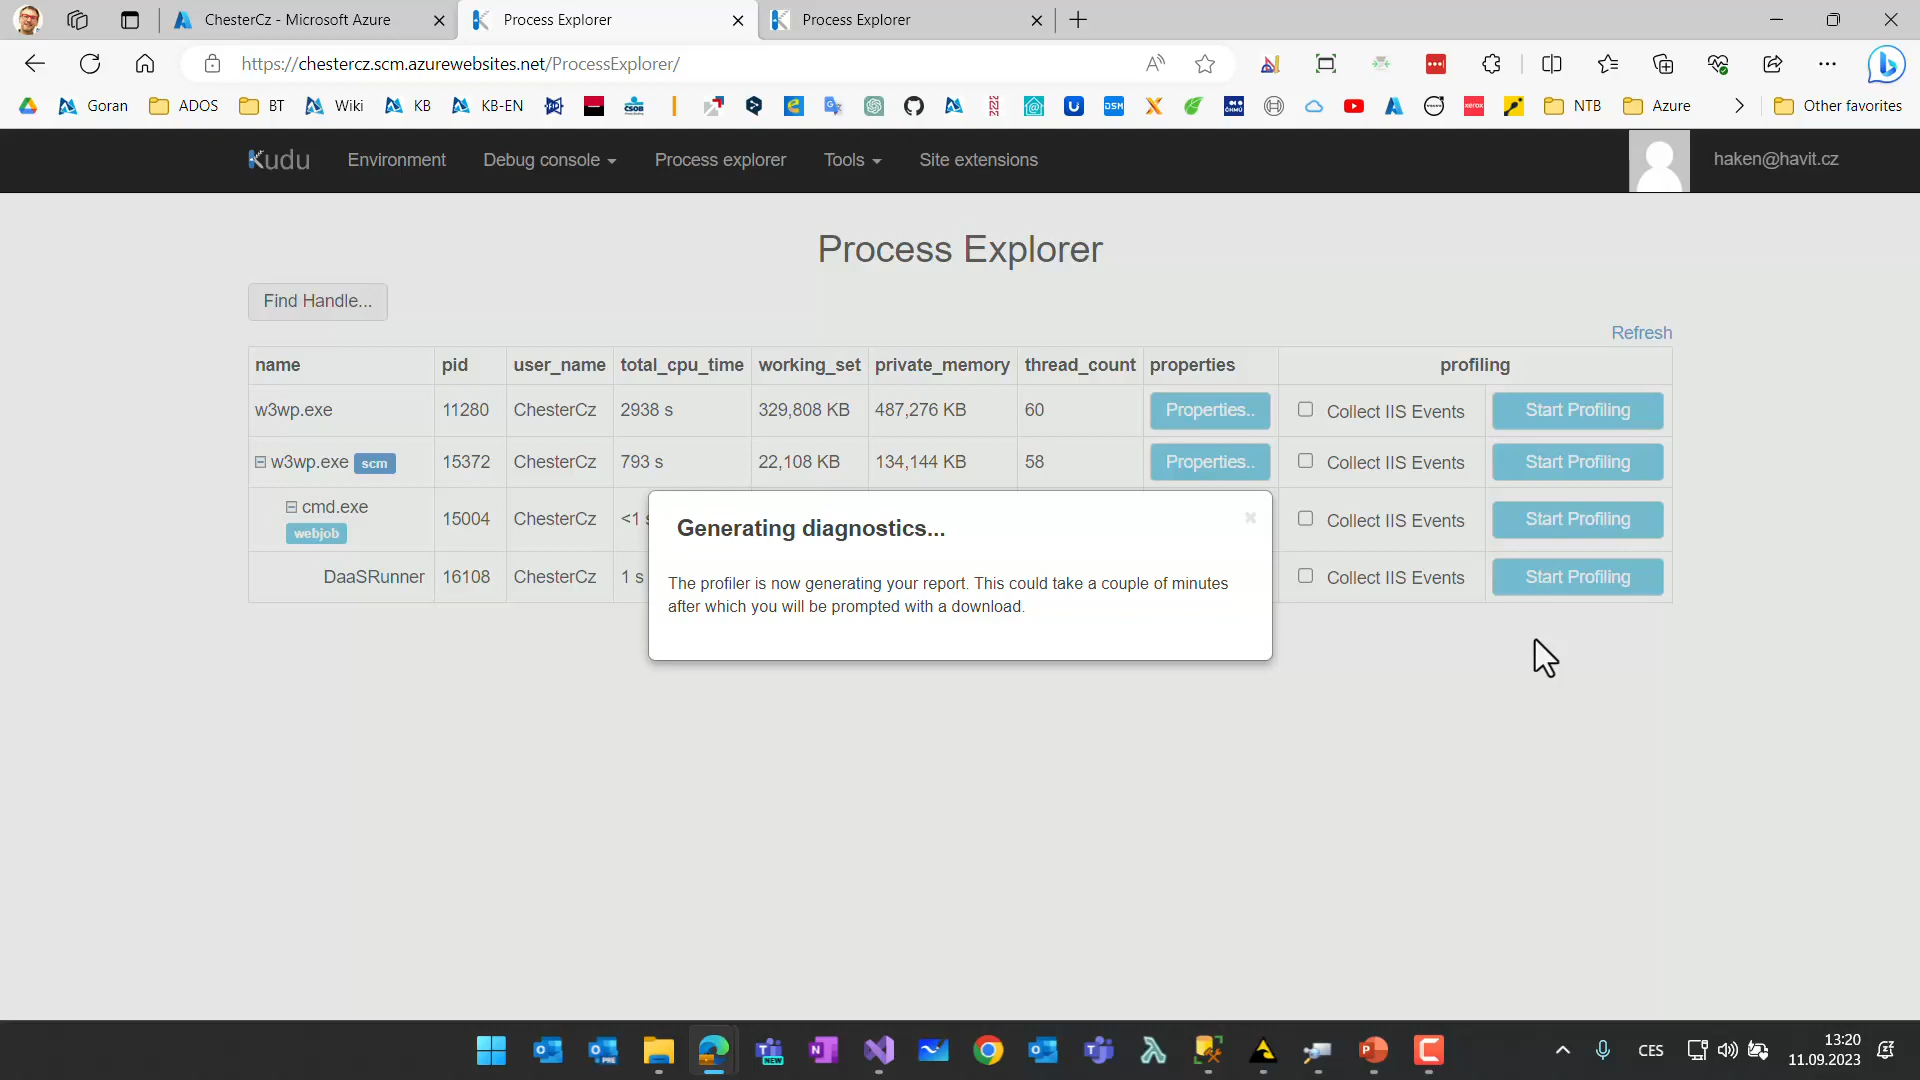 ChesterCz - Microsoft Azure
Process Explorer
Process Explorer
https://chestercz.scm.azurewebsites.net/ProcessExplorer/
Goran
ADOS
BT
Wiki
KB
KB-EN
NTB
Azure
Other favorites
Kudu
Environment
Debug console
Process explorer
Tools
Site extensions
haken@havit.cz
Process Explorer
Find Handle...
Refresh
name pid user_name total_cpu_time working_set private_memory thread_count properties profiling
w3wp.exe 11280 ChesterCz 2938 s 329,808 KB 487,276 KB 60 Properties.. Collect IIS Events Start Profiling
w3wp.exe scm 15372 ChesterCz 793 s 22,108 KB 134,144 KB 58 Properties.. Collect IIS Events Start Profiling
cmd.exe webjob 15004 ChesterCz <1 s Collect IIS Events Start Profiling
DaaSRunner 16108 ChesterCz 1 s Collect IIS Events Start Profiling
Generating diagnostics...
The profiler is now generating your report. This could take a couple of minutes
after which you will be prompted with a download.
CES
13:20
11.09.2023